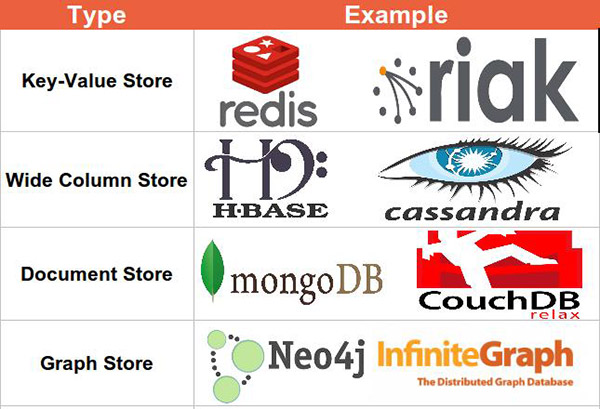 Type Example
Key-Value Store redis riak
Wide Column Store H·BASE cassandra
Document Store mongoDB CouchDB
relax
Graph Store Neo4j InfiniteGraph
The Distributed Graph Database